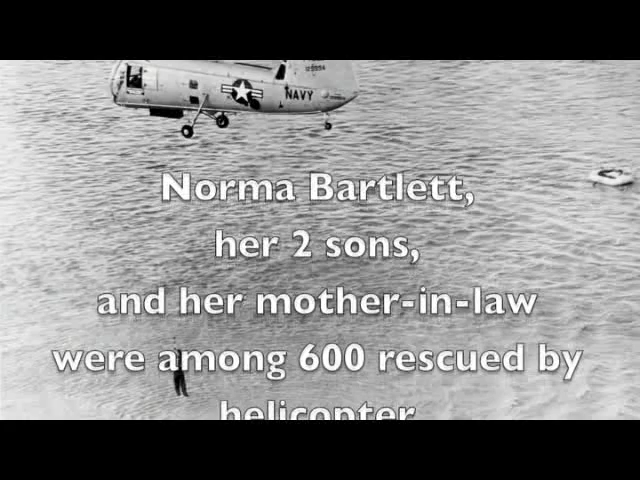 NAVY
Norma Bartlett,
her 2 sons,
and her mother-in-law
were among 600 rescued by
helicopter